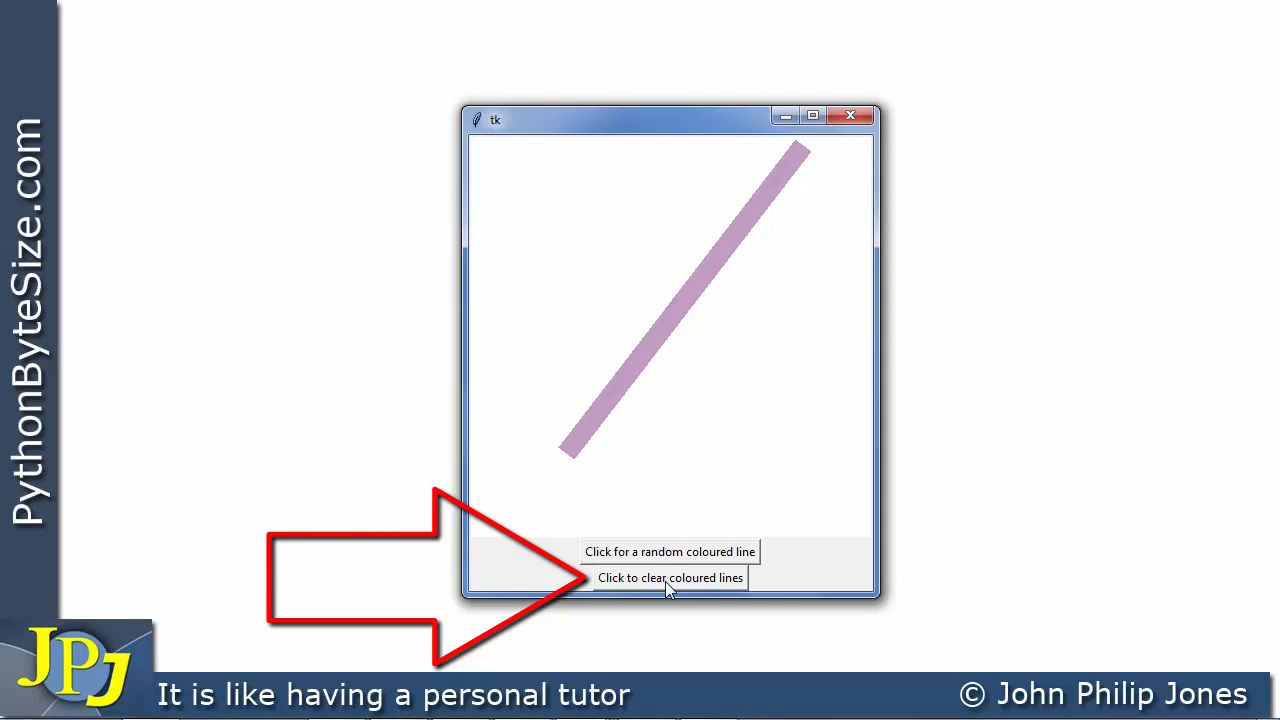 PythonByteSize.com
tk
Click for a random coloured line
Click to clear coloured lines
JPJ
It is like having a personal tutor
© John Philip Jones